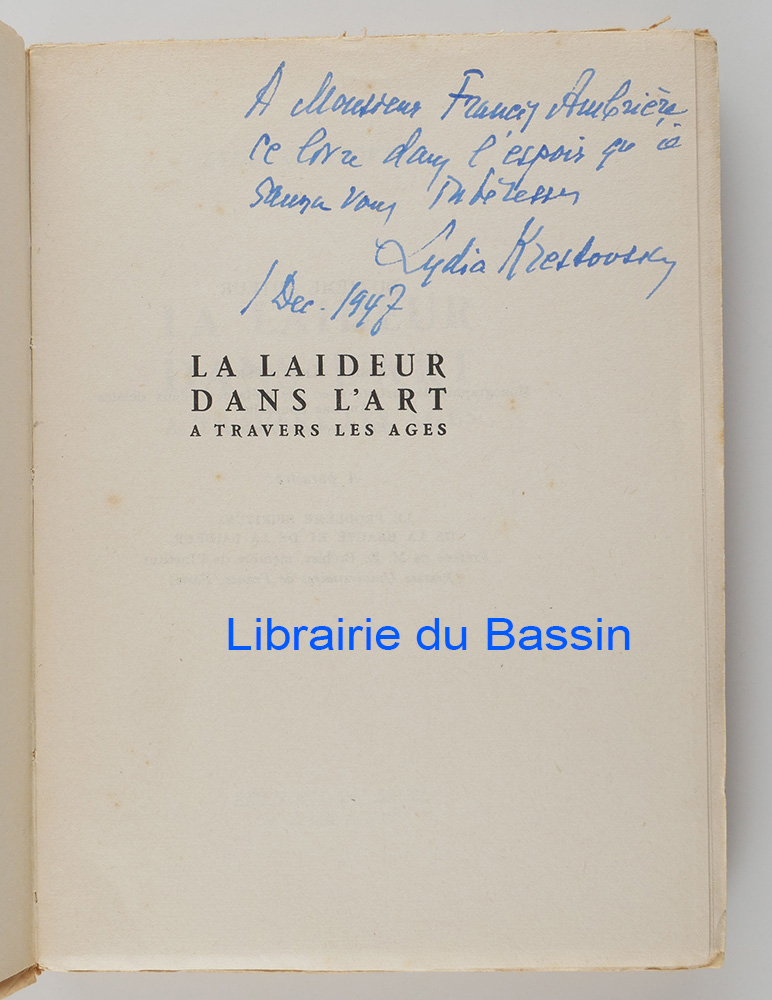 A Monsieur Francis Ambrière
ce livre dans l'espoir qu'il
saura vous intéresser
Lydia Krestovsky
1 Dec. 1947
LA LAIDEUR
DANS L'ART
A TRAVERS LES AGES
Librairie du Bassin